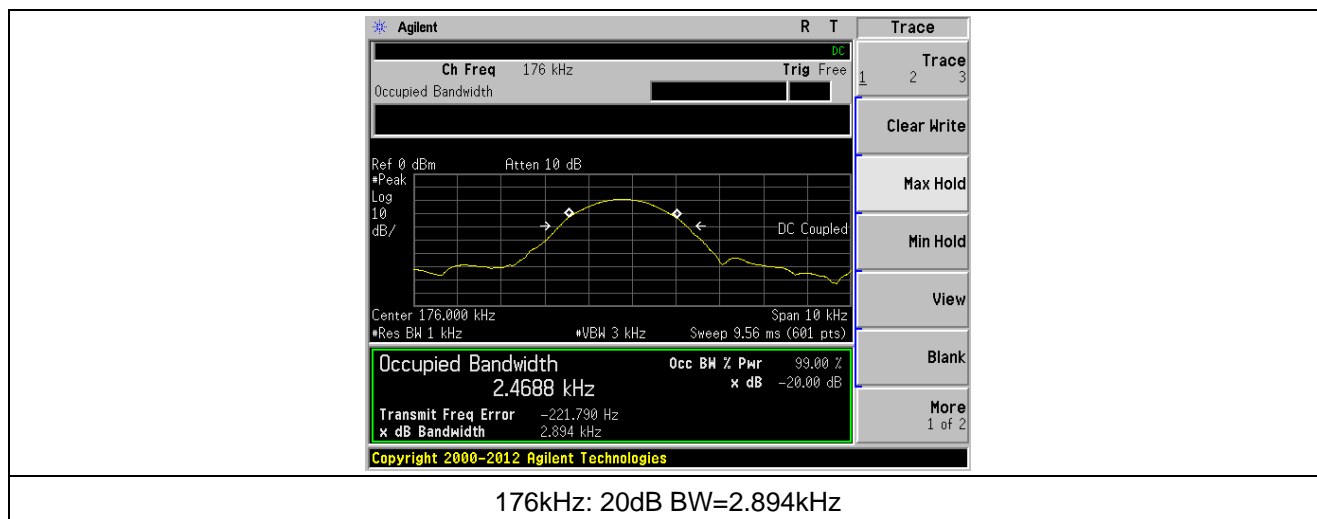 Agilent R T Trace
DC
Ch Freq 176 kHz Trig Free
Occupied Bandwidth
Trace
1 2 3
Clear Write
Max Hold
Min Hold
View
Blank
More
1 of 2
Ref 0 dBm Atten 10 dB
#Peak
Log
10
dB/
DC Coupled
Center 176.000 kHz Span 10 kHz
#Res BW 1 kHz #VBW 3 kHz Sweep 9.56 ms (601 pts)
Occupied Bandwidth Occ BW % Pwr 99.00 %
2.4688 kHz x dB -20.00 dB
Transmit Freq Error -221.790 Hz
x dB Bandwidth 2.894 kHz
Copyright 2000-2012 Agilent Technologies
176kHz: 20dB BW=2.894kHz